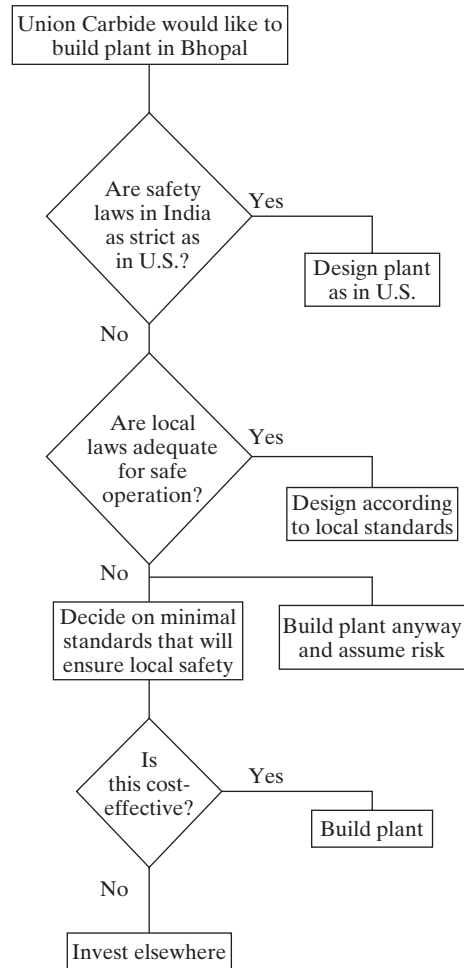 Union Carbide would like to
build plant in Bhopal
Are safety
laws in India
as strict as
in U.S.?
Yes
Design plant
as in U.S.
No
Are local
laws adequate
for safe
operation?
Yes
Design according
to local standards
No
Decide on minimal
standards that will
ensure local safety
Build plant anyway
and assume risk
Is
this cost-
effective?
Yes
Build plant
No
Invest elsewhere